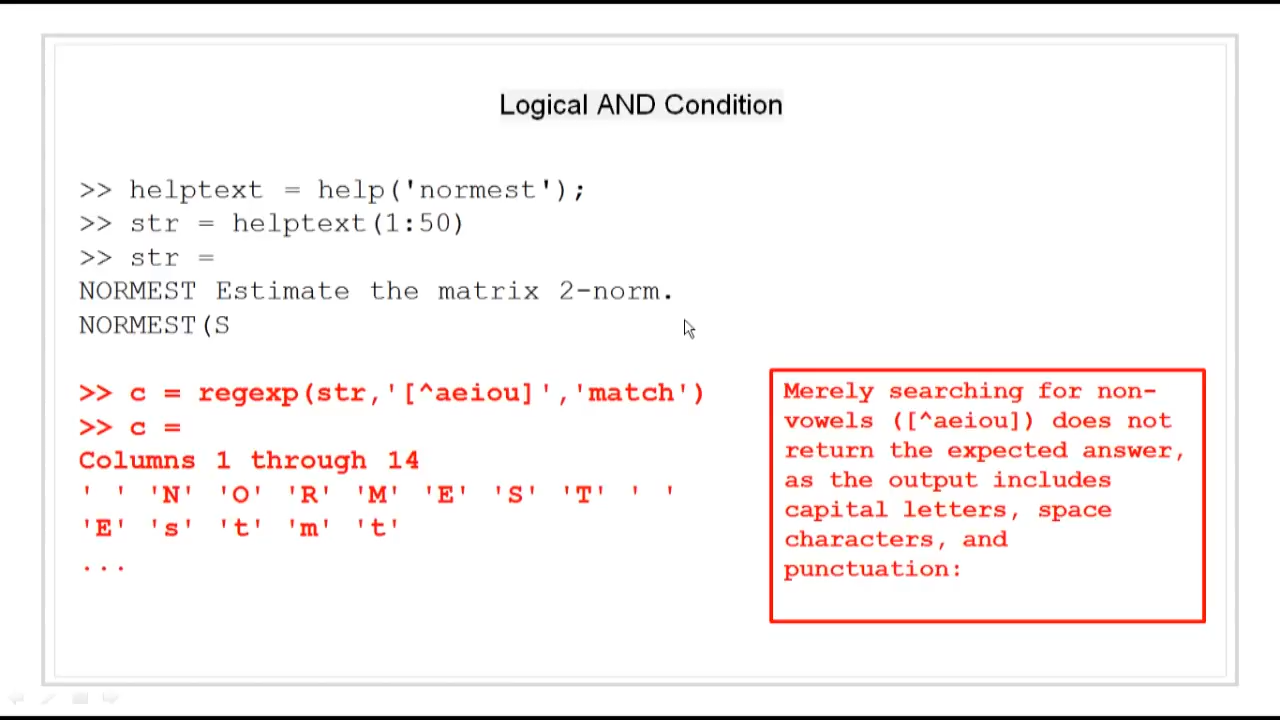 Logical AND Condition
>> helptext = help('normest');
>> str = helptext(1:50)
>> str =
NORMEST Estimate the matrix 2-norm.
NORMEST(S
>> c = regexp(str,'[^aeiou]','match')
>> c =
Columns 1 through 14
' ' 'N' 'O' 'R' 'M' 'E' 'S' 'T' ' '
'E' 's' 't' 'm' 't'
...
Merely searching for non-
vowels ([^aeiou]) does not
return the expected answer,
as the output includes
capital letters, space
characters, and
punctuation: